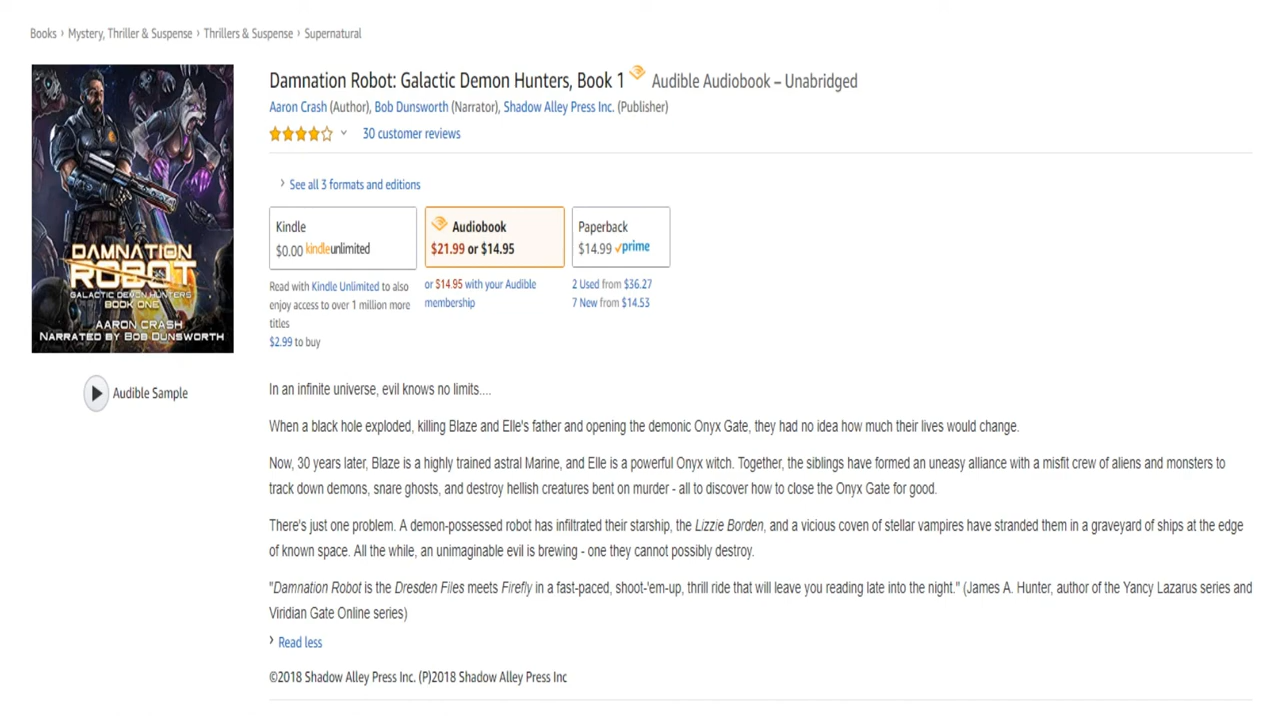 Books › Mystery, Thriller & Suspense › Thrillers & Suspense › Supernatural
DAMNATION
ROBOT
GALACTIC DEMON HUNTERS
BOOK ONE
AARON CRASH
NARRATED BY BOB DUNSWORTH
Audible Sample
Damnation Robot: Galactic Demon Hunters, Book 1 Audible Audiobook – Unabridged
Aaron Crash (Author), Bob Dunsworth (Narrator), Shadow Alley Press Inc. (Publisher)
30 customer reviews
› See all 3 formats and editions
Kindle
$0.00 kindleunlimited
Read with Kindle Unlimited to also
enjoy access to over 1 million more
titles
$2.99 to buy
Audiobook
$21.99 or $14.95
or $14.95 with your Audible
membership
Paperback
$14.99 prime
2 Used from $36.27
7 New from $14.53
In an infinite universe, evil knows no limits....
When a black hole exploded, killing Blaze and Elle's father and opening the demonic Onyx Gate, they had no idea how much their lives would change.
Now, 30 years later, Blaze is a highly trained astral Marine, and Elle is a powerful Onyx witch. Together, the siblings have formed an uneasy alliance with a misfit crew of aliens and monsters to
track down demons, snare ghosts, and destroy hellish creatures bent on murder - all to discover how to close the Onyx Gate for good.
There's just one problem. A demon-possessed robot has infiltrated their starship, the Lizzie Borden, and a vicious coven of stellar vampires have stranded them in a graveyard of ships at the edge
of known space. All the while, an unimaginable evil is brewing - one they cannot possibly destroy.
"Damnation Robot is the Dresden Files meets Firefly in a fast-paced, shoot-'em-up, thrill ride that will leave you reading late into the night." (James A. Hunter, author of the Yancy Lazarus series and
Viridian Gate Online series)
› Read less
©2018 Shadow Alley Press Inc. (P)2018 Shadow Alley Press Inc